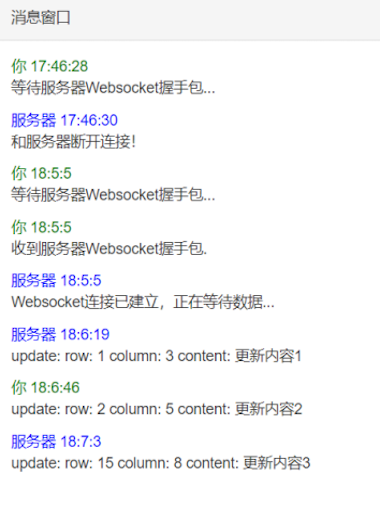 消息窗口
你 17:46:28
等待服务器Websocket握手包...
服务器 17:46:30
和服务器断开连接!
你 18:5:5
等待服务器Websocket握手包...
你 18:5:5
收到服务器Websocket握手包.
服务器 18:5:5
Websocket连接已建立，正在等待数据...
服务器 18:6:19
update: row: 1 column: 3 content: 更新内容1
你 18:6:46
update: row: 2 column: 5 content: 更新内容2
服务器 18:7:3
update: row: 15 column: 8 content: 更新内容3